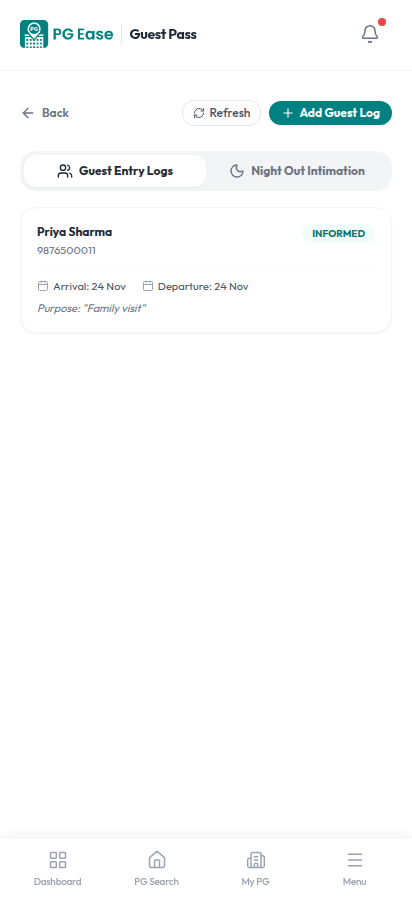 PG
PG Ease
Guest Pass
Back
Refresh
Add Guest Log
Guest Entry Logs
Night Out Intimation
Priya Sharma
INFORMED
9876500011
Arrival: 24 Nov
Departure: 24 Nov
Purpose: "Family visit"
Dashboard
PG Search
My PG
Menu